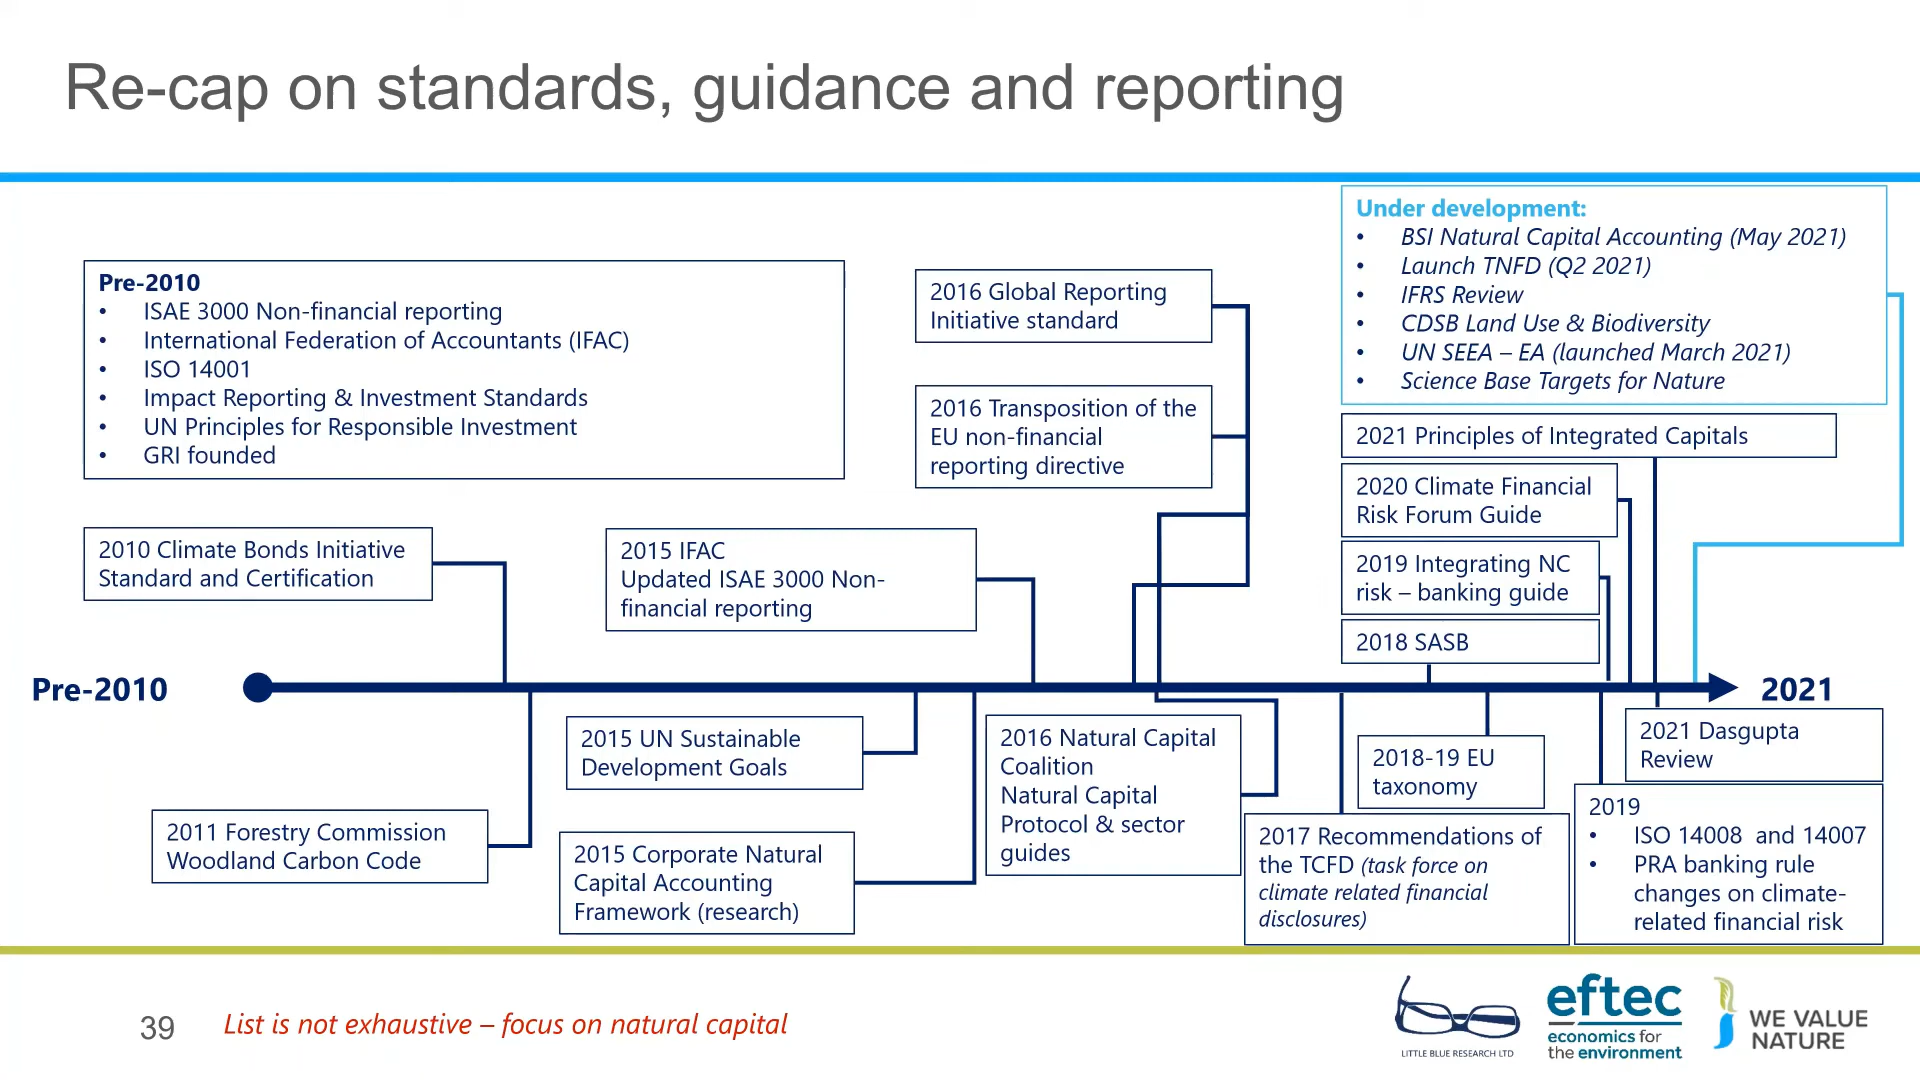 Re-cap on standards, guidance and reporting
Pre-2010
• ISAE 3000 Non-financial reporting
• International Federation of Accountants (IFAC)
• ISO 14001
• Impact Reporting & Investment Standards
• UN Principles for Responsible Investment
• GRI founded
2016 Global Reporting
Initiative standard
2016 Transposition of the
EU non-financial
reporting directive
Under development:
• BSI Natural Capital Accounting (May 2021)
• Launch TNFD (Q2 2021)
• IFRS Review
• CDSB Land Use & Biodiversity
• UN SEEA – EA (launched March 2021)
• Science Base Targets for Nature
2021 Principles of Integrated Capitals
2020 Climate Financial
Risk Forum Guide
2019 Integrating NC
risk – banking guide
2018 SASB
2010 Climate Bonds Initiative
Standard and Certification
2015 IFAC
Updated ISAE 3000 Non-
financial reporting
Pre-2010
2021
2015 UN Sustainable
Development Goals
2011 Forestry Commission
Woodland Carbon Code
2015 Corporate Natural
Capital Accounting
Framework (research)
2016 Natural Capital
Coalition
Natural Capital
Protocol & sector
guides
2018-19 EU
taxonomy
2017 Recommendations of
the TCFD (task force on
climate related financial
disclosures)
2021 Dasgupta
Review
2019
• ISO 14008 and 14007
• PRA banking rule
changes on climate-
related financial risk
39
List is not exhaustive – focus on natural capital
LITTLE BLUE RESEARCH LTD
eftec
economics for
the environment
WE VALUE
NATURE